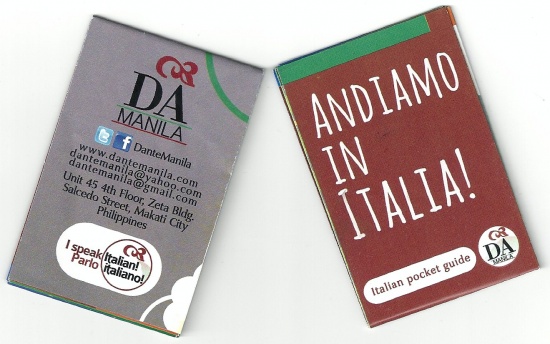 DA
MANILA
DanteManila
www.dantemanila.com
dantemanila@yahoo.com
dantemanila@gmail.com
Unit 45 4th Floor, Zeta Bldg.
Salcedo Street, Makati City
Philippines
I speak Italian!
Parlo italiano!
ANDIAMO
IN
ITALIA!
Italian pocket guide
DA
MANILA